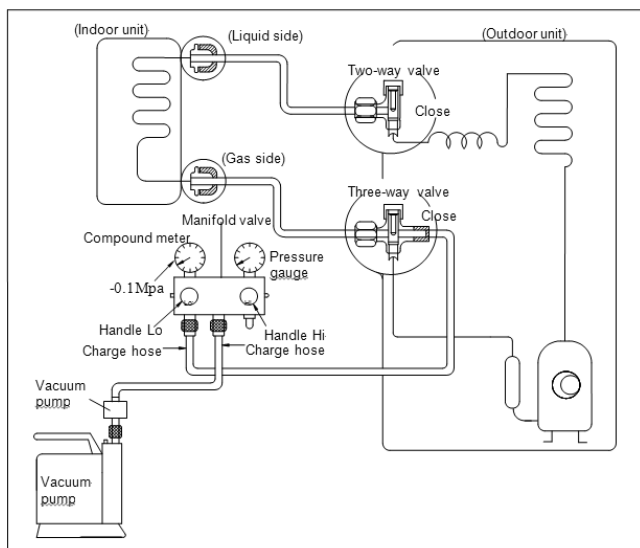 (Indoor unit)
(Liquid side)
(Outdoor unit)
Two-way valve
Close
(Gas side)
Three-way valve
Close
Manifold valve
Compound meter
Pressure
gauge
-0.1Mpa
Handle Lo
Handle Hi
Charge hose
Charge hose
Vacuum
pump
Vacuum
pump